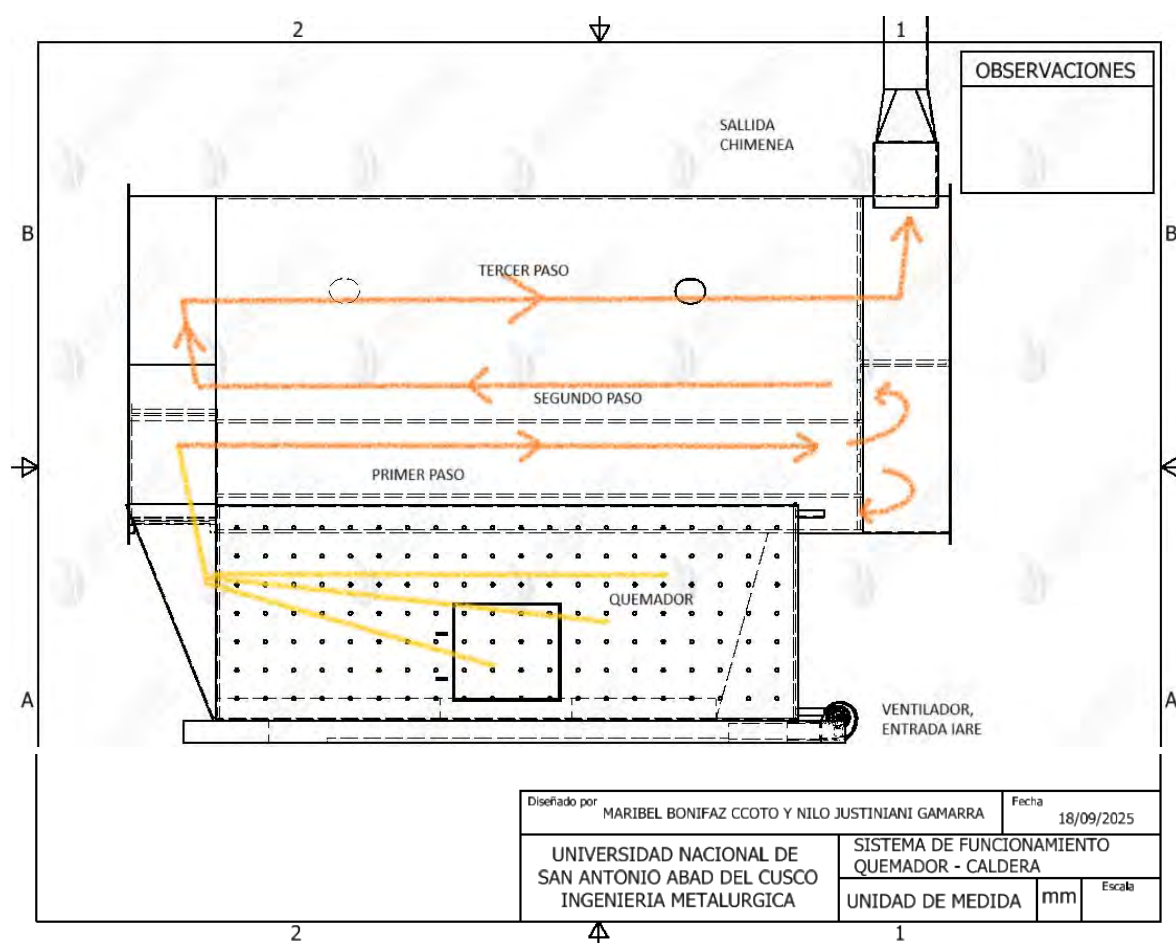 2
1
OBSERVACIONES
SALLIDA
CHIMENEA
B
B
TERCER PASO
SEGUNDO PASO
PRIMER PASO
QUEMADOR
A
A
VENTILADOR,
ENTRADA IARE
Diseñado por
MARIBEL BONIFAZ CCOTO Y NILO JUSTINIANI GAMARRA
Fecha
18/09/2025
UNIVERSIDAD NACIONAL DE
SAN ANTONIO ABAD DEL CUSCO
INGENIERIA METALURGICA
SISTEMA DE FUNCIONAMIENTO
QUEMADOR - CALDERA
UNIDAD DE MEDIDA
mm
Escala
2
1